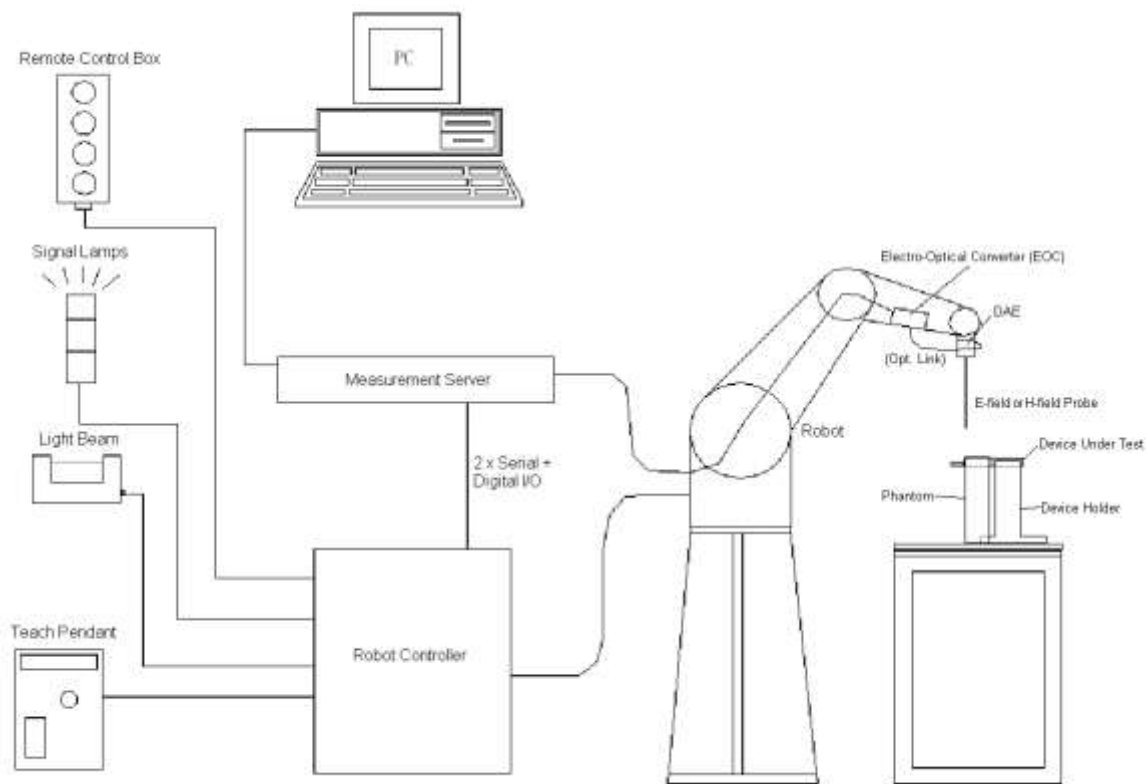 Remote Control Box
PC
Signal Lamps
Electro-Optical Converter (EOC)
DAE
(Opt. Link)
Measurement Server
E-field or H-field Probe
Light Beam
Robot
Device Under Test
2 x Serial +
Digital I/O
Phantom
Device Holder
Teach Pendant
Robot Controller